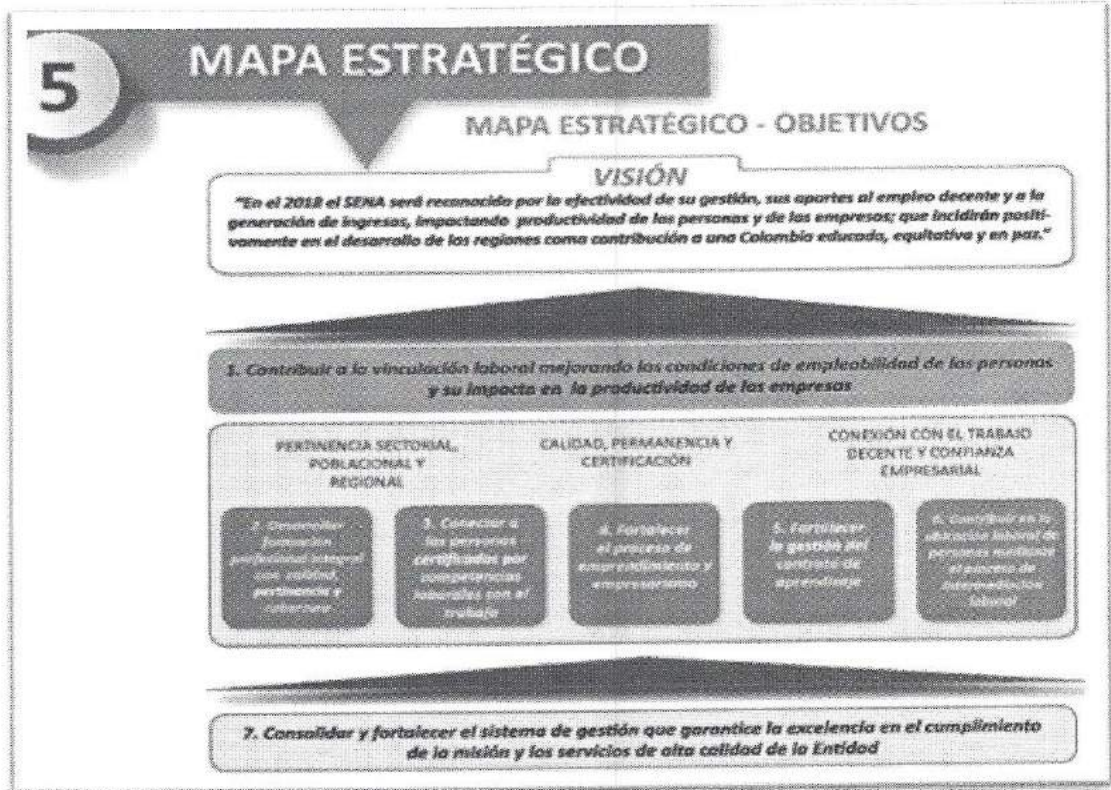 5
MAPA ESTRATÉGICO
MAPA ESTRATÉGICO - OBJETIVOS
VISIÓN
"En el 2018 el SENA será reconocido por la efectividad de su gestión, sus aportes al empleo decente y a la
generación de ingresos, impactando productividad de las personas y de las empresas; que incidirán positi-
vamente en el desarrollo de las regiones como contribución a una Colombia educada, equitativa y en paz."
1. Contribuir a la vinculación laboral mejorando las condiciones de empleabilidad de las personas
y su impacto en la productividad de las empresas
PERTINENCIA SECTORIAL,
POBLACIONAL Y
REGIONAL
CALIDAD, PERMANENCIA Y
CERTIFICACIÓN
CONEXIÓN CON EL TRABAJO
DECENTE Y CONFIANZA
EMPRESARIAL
2. Desarrollar
formación
profesional integral
con calidad,
pertinencia y
cobertura
3. Conectar a
las personas
certificadas por
competencias
laborales con el
trabajo
4. Fortalecer
el proceso de
emprendimiento y
empresarismo
5. Fortalecer
la gestión del
contrato de
aprendizaje
6. Contribuir en la
ubicación laboral de
personas mediante
el proceso de
intermediación
laboral
7. Consolidar y fortalecer el sistema de gestión que garantice la excelencia en el cumplimiento
de la misión y los servicios de alta calidad de la Entidad